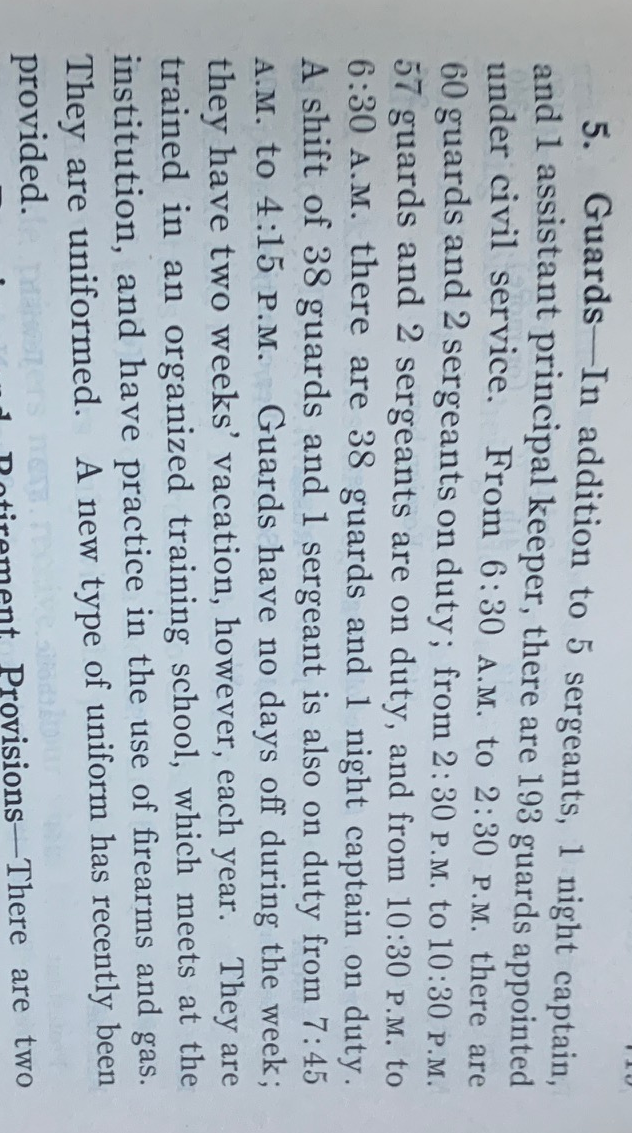 5. Guards—In addition to 5 sergeants, 1 night captain,
and 1 assistant principal keeper, there are 193 guards appointed
under civil service. From 6:30 A.M. to 2:30 P.M. there are
60 guards and 2 sergeants on duty; from 2:30 P.M. to 10:30 P.M.
57 guards and 2 sergeants are on duty, and from 10:30 P.M. to
6:30 A.M. there are 38 guards and 1 night captain on duty.
A shift of 38 guards and 1 sergeant is also on duty from 7:45
A.M. to 4:15 P.M. Guards have no days off during the week;
they have two weeks' vacation, however, each year. They are
trained in an organized training school, which meets at the
institution, and have practice in the use of firearms and gas.
They are uniformed. A new type of uniform has recently been
provided.
Retirement Provisions—There are two